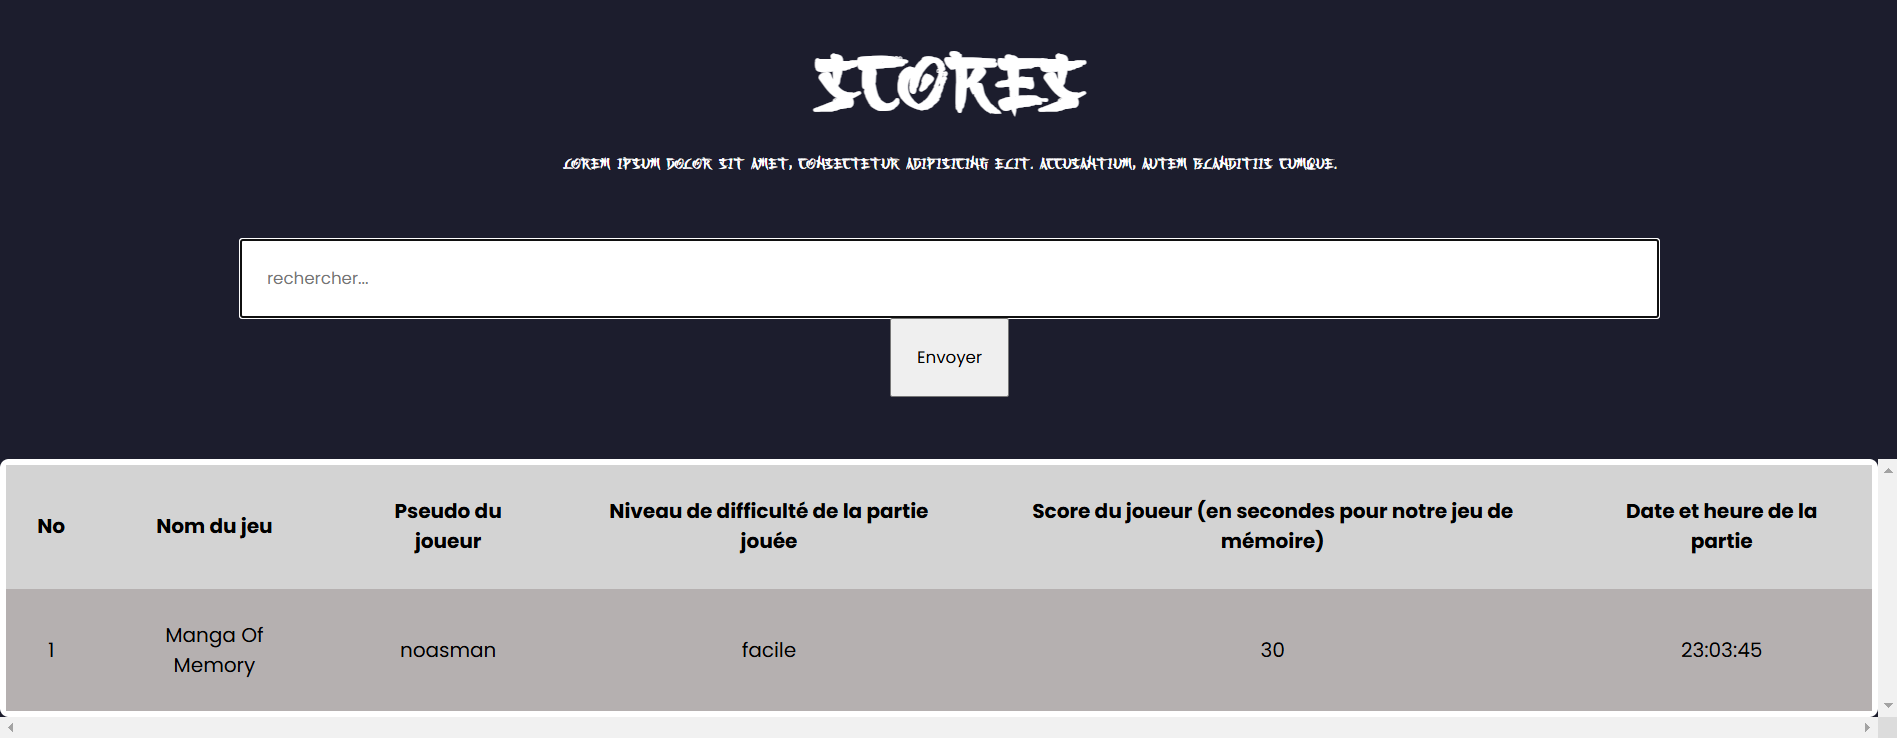 SCORES
LOREM IPSUM DOLOR SIT AMET, CONSECTETUR ADIPISICING ELIT. ACCUSANTIUM, AUTEM BLANDITIIS CUMQUE.
rechercher...
Envoyer
No Nom du jeu Pseudo du joueur Niveau de difficulté de la partie jouée Score du joueur (en secondes pour notre jeu de mémoire) Date et heure de la partie
1 Manga Of Memory noasman facile 30 23:03:45